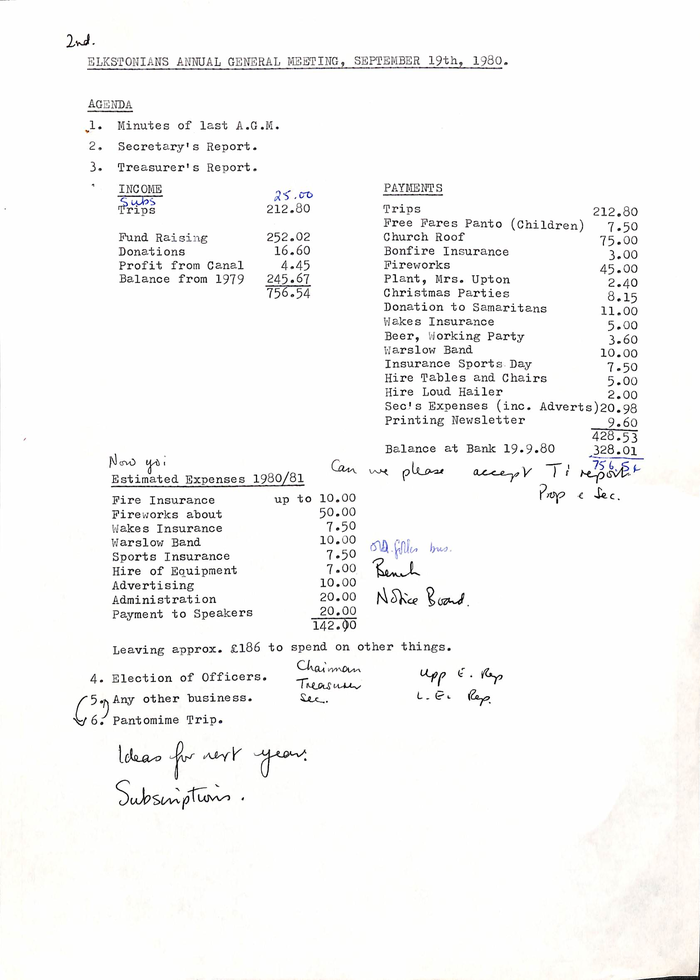 2nd.
ELKSTONIANS ANNUAL GENERAL MEETING, SEPTEMBER 19th, 1980.
AGENDA
1. Minutes of last A.G.M.
2. Secretary's Report.
3. Treasurer's Report.
INCOME
Subs 25.00
Trips 212.80
Fund Raising 252.02
Donations 16.60
Profit from Canal 4.45
Balance from 1979 245.67
756.54
PAYMENTS
Trips 212.80
Free Fares Panto (Children) 7.50
Church Roof 75.00
Bonfire Insurance 3.00
Fireworks 45.00
Plant, Mrs. Upton 2.40
Christmas Parties 8.15
Donation to Samaritans 11.00
Wakes Insurance 5.00
Beer, Working Party 3.60
Warslow Band 10.00
Insurance Sports Day 7.50
Hire Tables and Chairs 5.00
Hire Loud Hailer 2.00
Sec's Expenses (inc. Adverts) 20.98
Printing Newsletter 9.60
428.53
Balance at Bank 19.9.80 328.01
756.54
Can we please accept T's report.
Prop & Sec.
Now
Estimated Expenses 1980/81
Fire Insurance up to 10.00
Fireworks about 50.00
Wakes Insurance 7.50
Warslow Band 10.00
Sports Insurance 7.50
Hire of Equipment 7.00
Advertising 10.00
Administration 20.00
Payment to Speakers 20.00
142.00
Old folks bus.
Bench
Notice Board.
Leaving approx. £186 to spend on other things.
4. Election of Officers. Chairman Upp E. Rep
Treasurer L. E. Rep.
5. Any other business. Sec.
6. Pantomime Trip.
Ideas for next year.
Subscriptions.